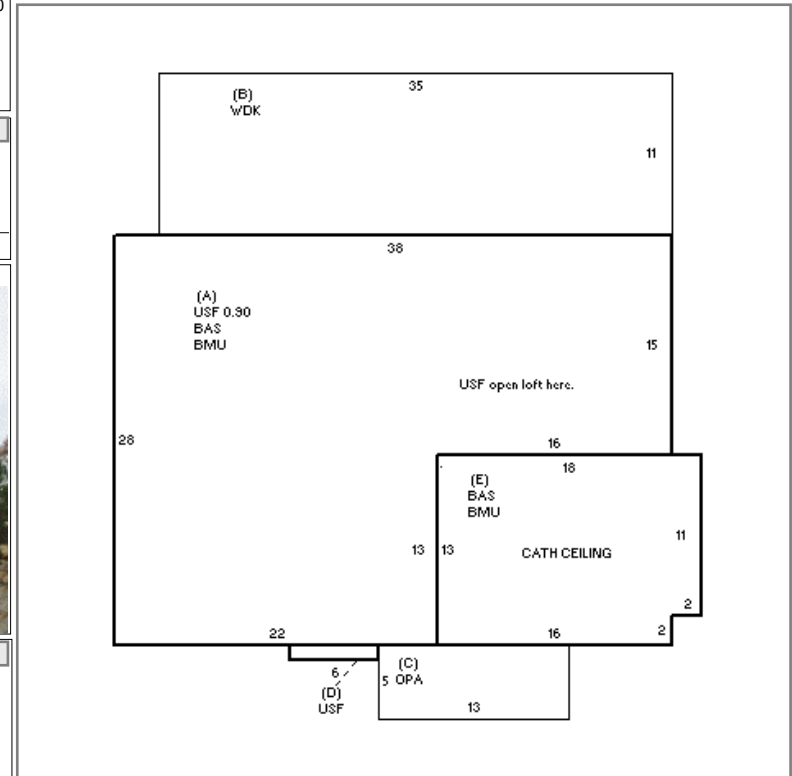 35
(B)
WDK
11
38
(A)
USF 0.90
BAS
BMU
15
USF open loft here.
28
16
18
(E)
BAS
BMU
11
13
13
CATH CEILING
2
22
16
2
6
(D)
USF
5
(C)
OPA
13